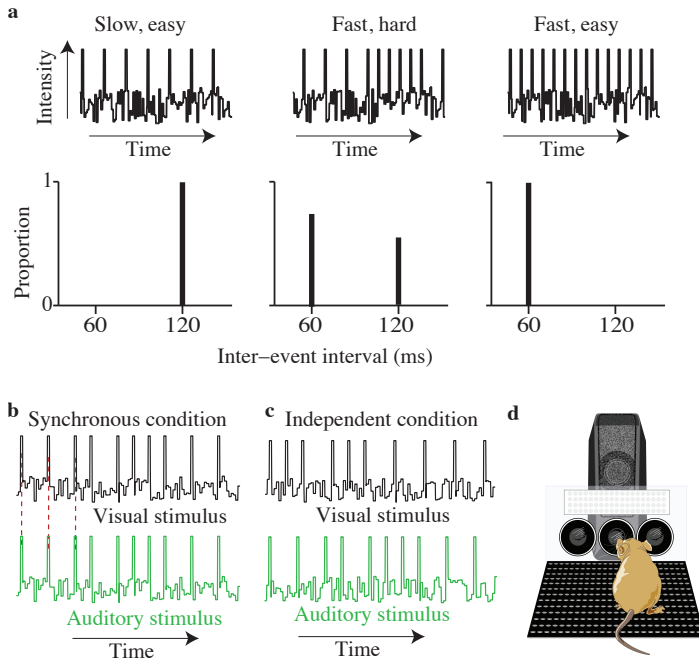 a
Slow, easy
Fast, hard
Fast, easy
Intensity
Time
Time
Time
Proportion
1
0
60
120
60
120
60
120
Inter–event interval (ms)
b
Synchronous condition
Visual stimulus
Auditory stimulus
Time
c
Independent condition
Visual stimulus
Auditory stimulus
Time
d